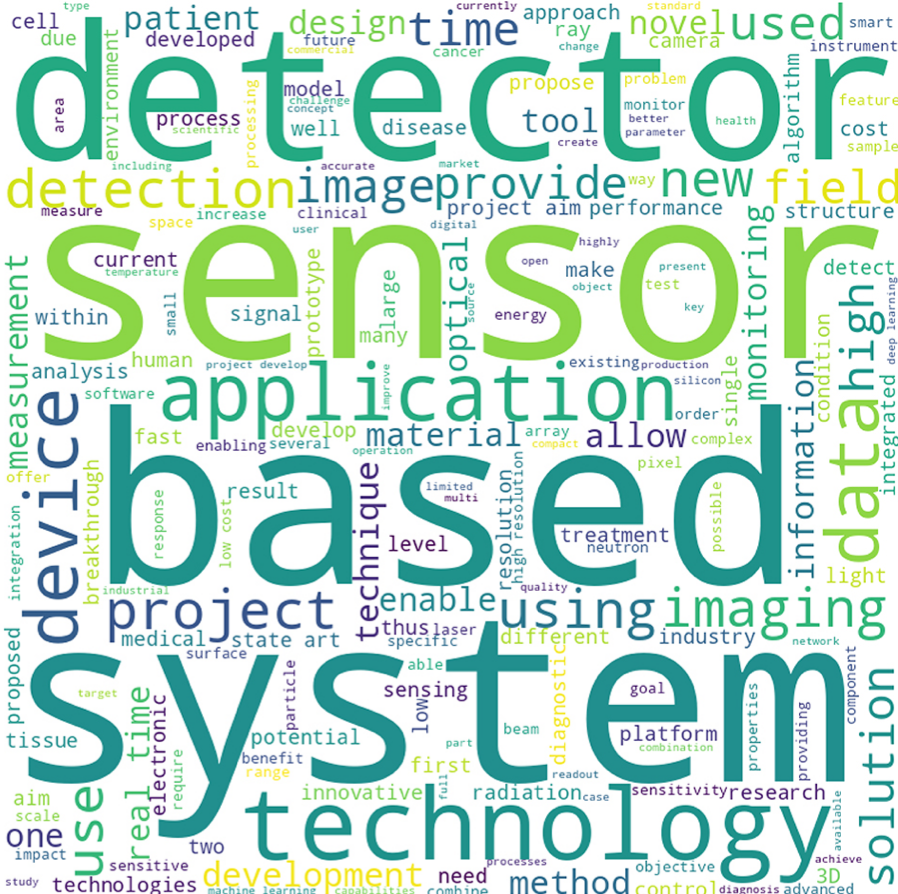 type
currently
standard
cell
patient
design
time
approach
novel
used
smart
due
developed
future
commercial
cancer
ray
change
camera
instrument
detector
environment
area
process
scientific
processing
model
challenge
concept
well
disease
propose
tool
problem
monitor
better
parameter
create
health
algorithm
feature
cost
sample
including
accurate
market
detection
image
provide
way
new
field
measure
space
increase
clinical
user
project aim
digital
performance
structure
sensor
current
temperature
prototype
large
optical
source
highly
open
make
object
present
test
key
monitoring
detect
high
deep learning
measurement
within
small
signal
many
energy
condition
human
analysis
project develop
improve
existing
production
silicon
single
software
application
order
integrated
data
fast
develop
enabling
several
material
array
compact
allow
complex
operation
offer
device
breakthrough
based
response
low cost
result
technique
limited
multi
level
resolution
high resolution
pixel
treatment
neutron
possible
information
light
integration
industrial
quality
project
enable
using
imaging
proposed
medical
state art
thus
laser
specific
different
industry
network
surface
system
target
particle
able
sensing
low
diagnostic
goal
platform
combination
properties
providing
component
solution
tissue
real time
electronic
require
potential
benefit
range
part
first
beam
readout
aim
scale
use
innovative
full
radiation
case
sensitivity
research
available
one
impact
technology
two
achieve
study
sensitive
technologies
development
machine learning
capabilities
need
combine
processes
method
objective
control
diagnosis
3D
advanced